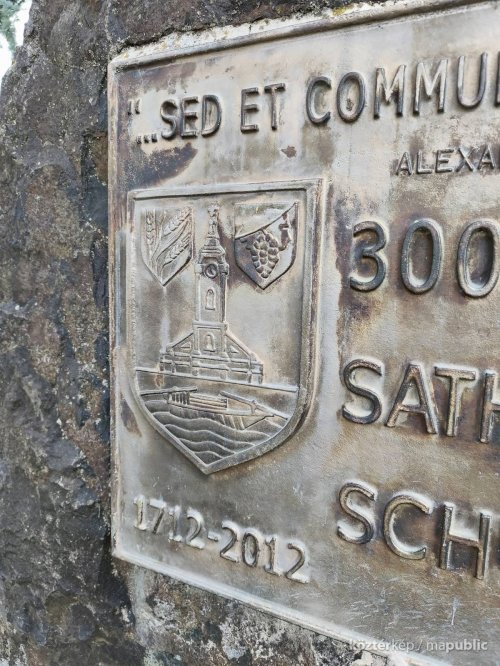 "...SED ET COMMU
ALEXA
300
SATH
SCH
1712-2012
köztérkép / mapublic